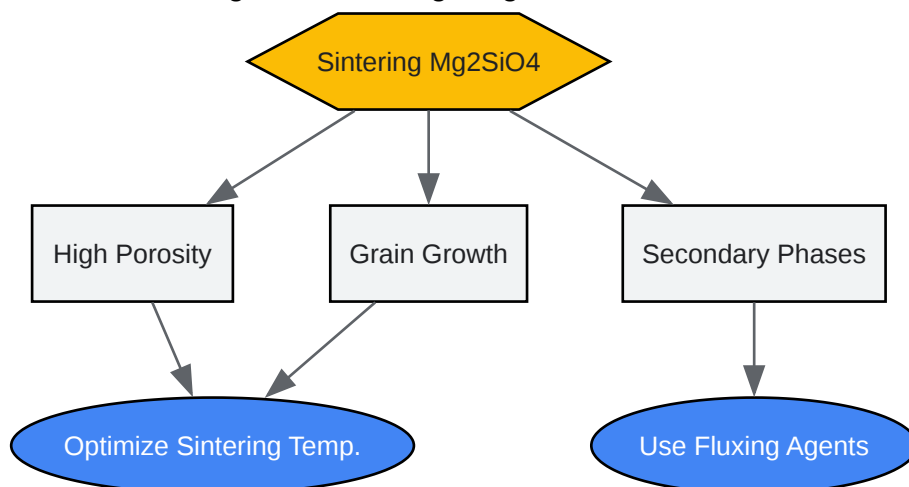 Sintering Mg2SiO4
High Porosity
Grain Growth
Secondary Phases
Optimize Sintering Temp.
Use Fluxing Agents